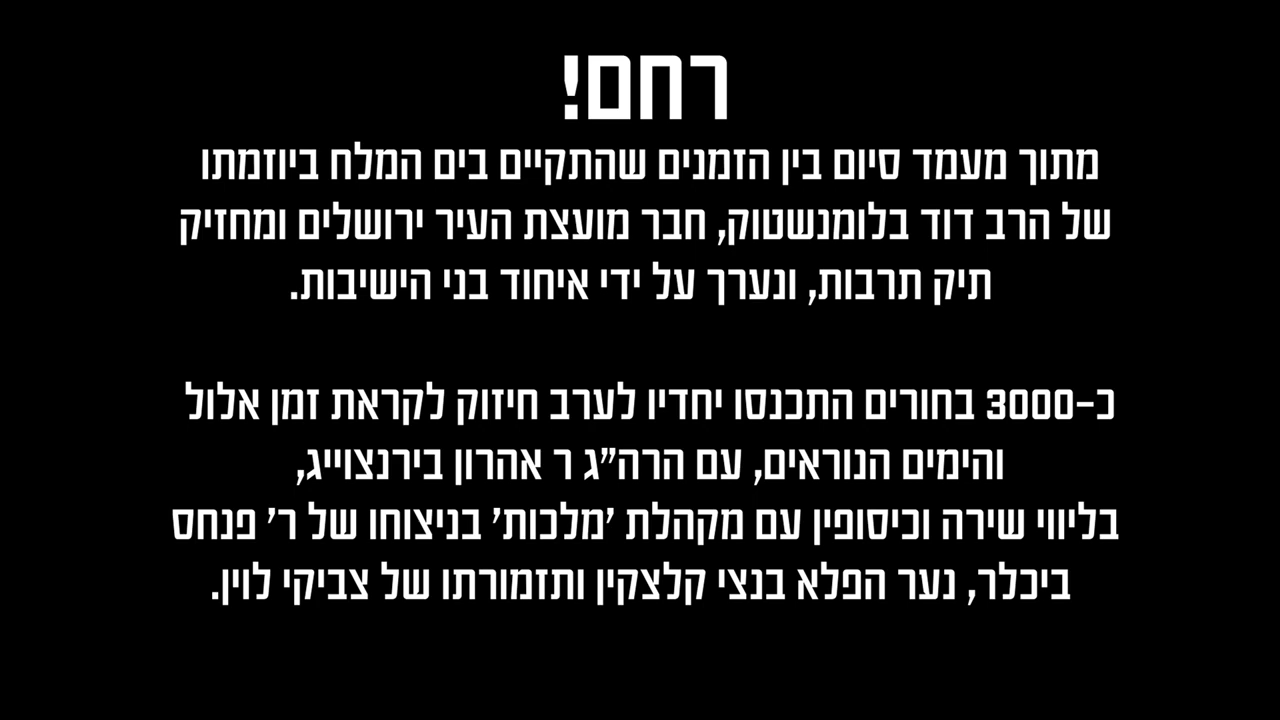 רחם!
מתוך מעמד סיום בין הזמנים שהתקיים בים המלח ביוזמתו
של הרב דוד בלומנשטוק, חבר מועצת העיר ירושלים ומחזיק
תיק תרבות, ונערך על ידי איחוד בני הישיבות.
כ-3000 בחורים התכנסו יחדיו לערב חיזוק לקראת זמן אלול
והימים הנוראים, עם הרה"ג ר אהרון בירנצוייג,
בליווי שירה וכיסופין עם מקהלת 'מלכות' בניצוחו של ר' פנחס
ביכלר, נער הפלא בנצי קלצקין ותזמורתו של צביקי לוין.